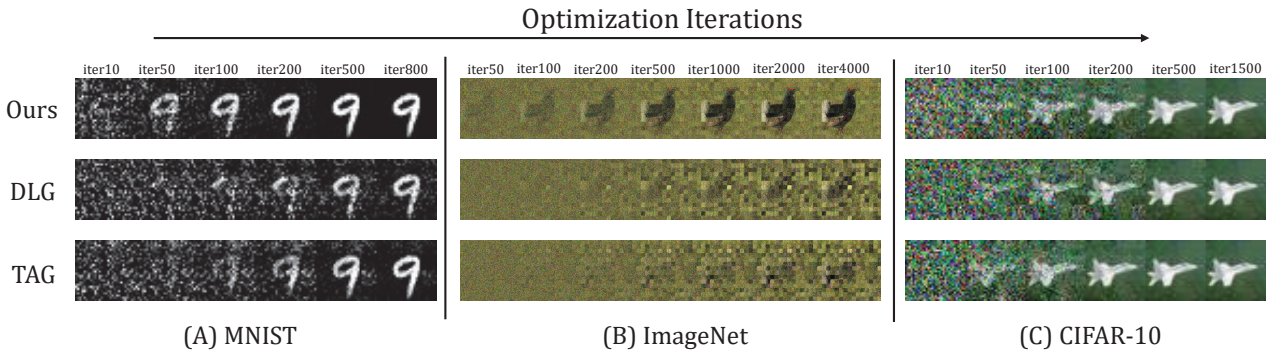 Optimization Iterations
iter10 iter50 iter100 iter200 iter500 iter800
iter50 iter100 iter200 iter500 iter1000 iter2000 iter4000
iter10 iter50 iter100 iter200 iter500 iter1500
Ours
DLG
TAG
(A) MNIST
(B) ImageNet
(C) CIFAR-10